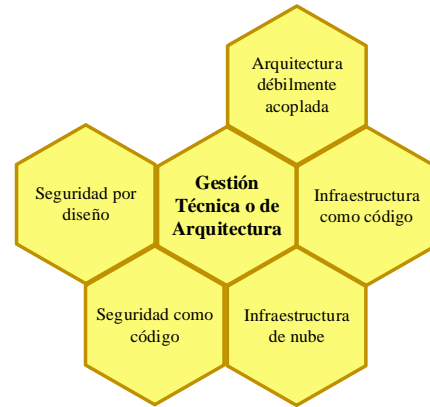 Arquitectura
débilmente
acoplada
Seguridad por
diseño
Gestión
Técnica o de
Arquitectura
Infraestructura
como código
Seguridad como
código
Infraestructura
de nube